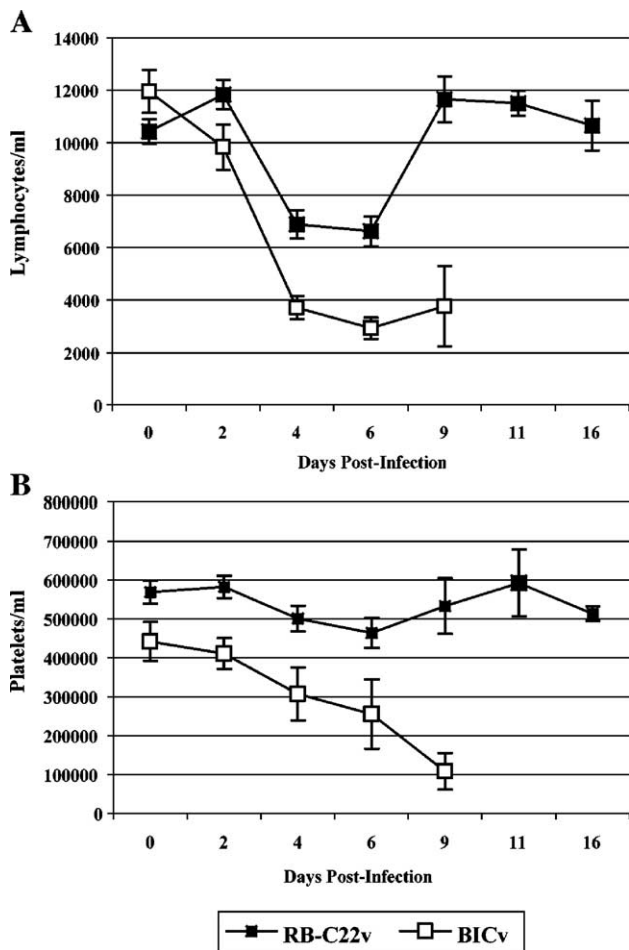 A
14000
12000
10000
8000
6000
4000
2000
0
Lymphocytes/ml
0 2 4 6 9 11 16
Days Post-Infection
B
800000
700000
600000
500000
400000
300000
200000
100000
0
Platelets/ml
0 2 4 6 9 11 16
Days Post-Infection
RB-C22v BICv